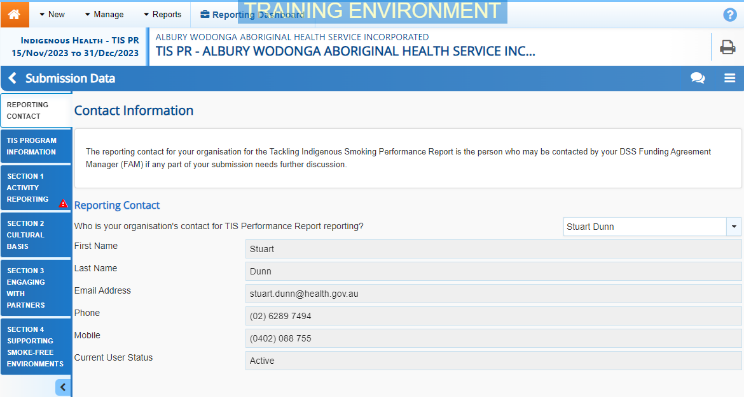 New
Manage
Reports
Reporting Dashboard
TRAINING ENVIRONMENT
?
INDIGENOUS HEALTH - TIS PR
15/NOV/2023 TO 31/DEC/2023
ALBURY WODONGA ABORIGINAL HEALTH SERVICE INCORPORATED
TIS PR - ALBURY WODONGA ABORIGINAL HEALTH SERVICE INC...
Submission Data
REPORTING
CONTACT
TIS PROGRAM
INFORMATION
SECTION 1
ACTIVITY
REPORTING
SECTION 2
CULTURAL
BASIS
SECTION 3
ENGAGING
WITH
PARTNERS
SECTION 4
SUPPORTING
SMOKE-FREE
ENVIRONMENTS
Contact Information
The reporting contact for your organisation for the Tackling Indigenous Smoking Performance Report is the person who may be contacted by your DSS Funding Agreement
Manager (FAM) if any part of your submission needs further discussion.
Reporting Contact
Who is your organisation's contact for TIS Performance Report reporting?
Stuart Dunn
First Name
Stuart
Last Name
Dunn
Email Address
stuart.dunn@health.gov.au
Phone
(02) 6289 7494
Mobile
(0402) 088 755
Current User Status
Active